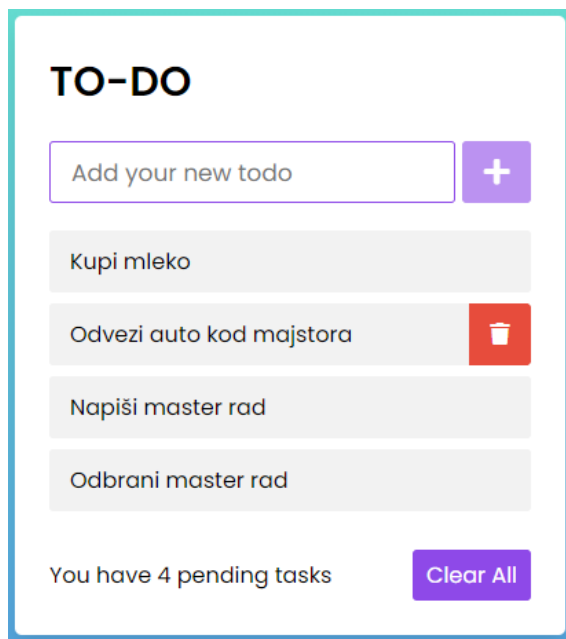 TO-DO
Add your new todo
Kupi mleko
Odvezi auto kod majstora
Napiši master rad
Odbrani master rad
You have 4 pending tasks
Clear All